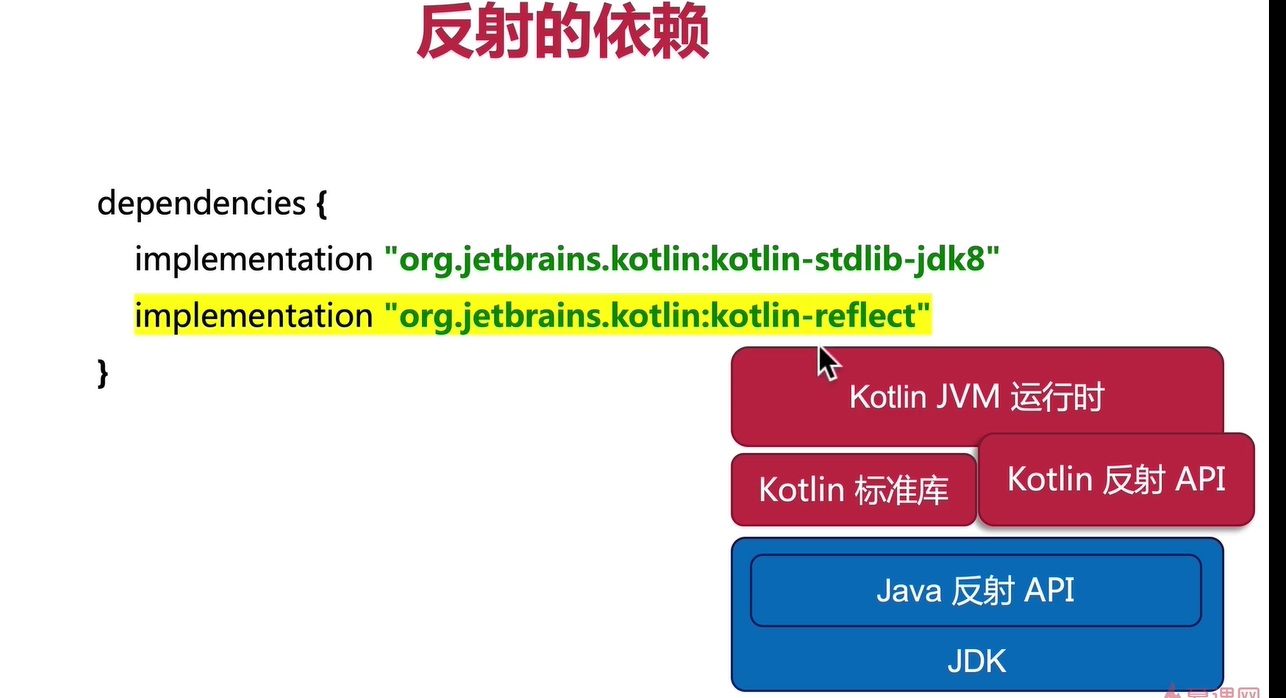 反射的依赖
dependencies {
implementation "org.jetbrains.kotlin:kotlin-stdlib-jdk8"
implementation "org.jetbrains.kotlin:kotlin-reflect"
}
Kotlin JVM 运行时
Kotlin 标准库
Kotlin 反射 API
Java 反射 API
JDK